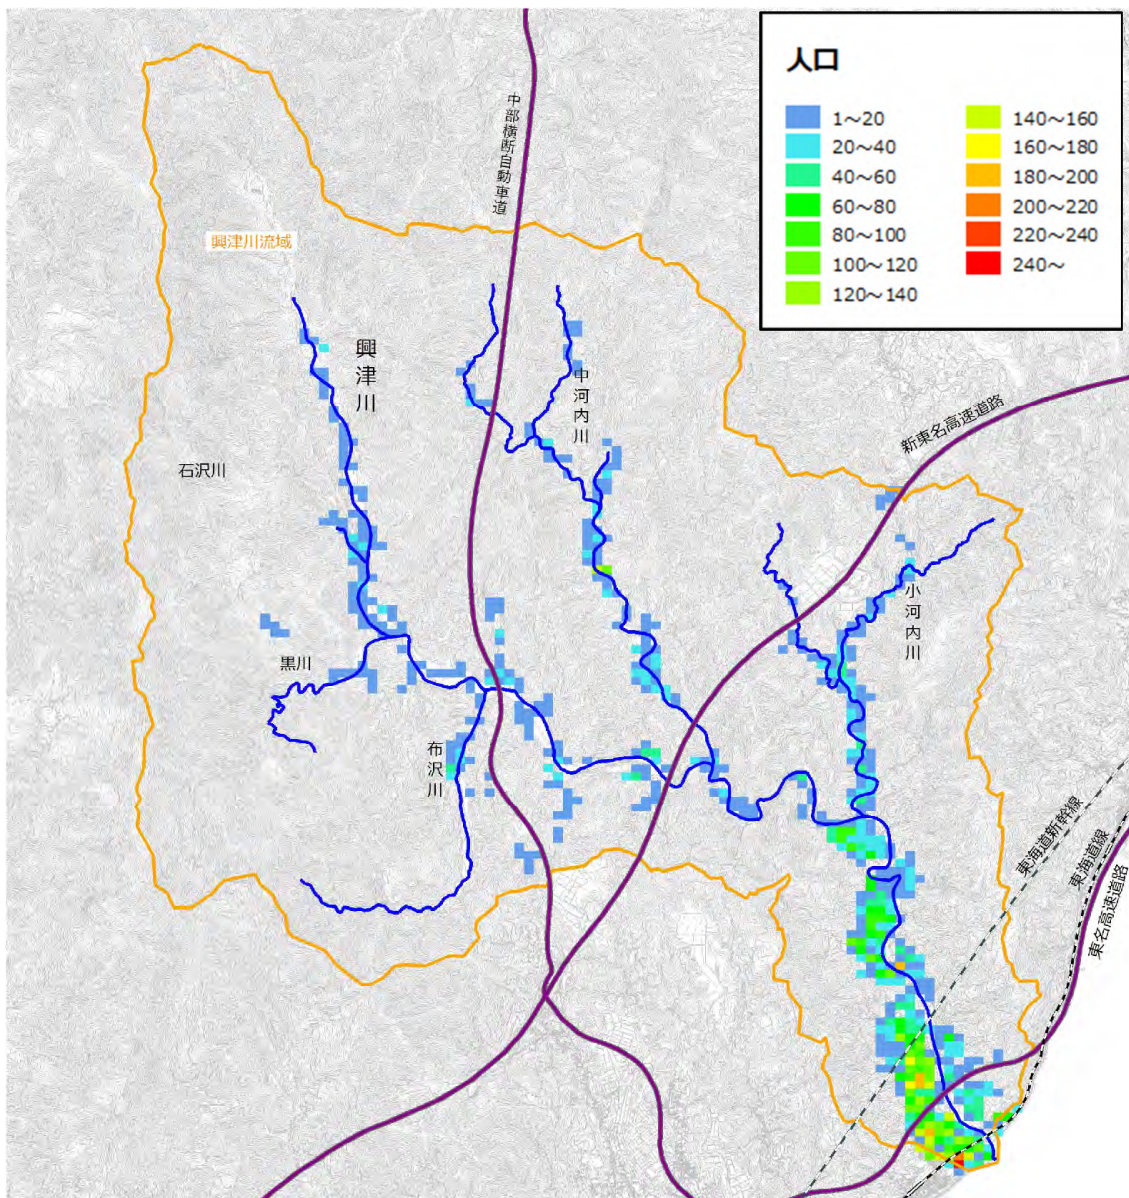 人口
1～20
20～40
40～60
60～80
80～100
100～120
120～140
140～160
160～180
180～200
200～220
220～240
240～
中部横断自動車道
興津川流域
興津川
中河内川
新東名高速道路
石沢川
小河内川
黒川
布沢川
東海道新幹線
東海道線
東名高速道路